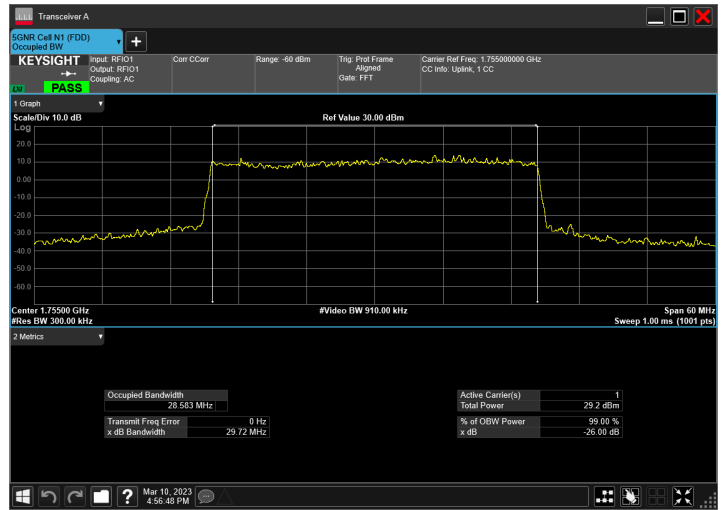 Transceiver A
5GNR Cell N1 (FDD)
Occupied BW
KEYSIGHT
LXI
PASS
Input: RFIO1
Output: RFIO1
Coupling: AC
Corr CCorr
Range: -60 dBm
Trig: Prot Frame
Aligned
Gate: FFT
Carrier Ref Freq: 1.755000000 GHz
CC Info: Uplink, 1 CC
1 Graph
Scale/Div 10.0 dB
Ref Value 30.00 dBm
Log
20.0
10.0
0.00
-10.0
-20.0
-30.0
-40.0
-50.0
-60.0
Center 1.75500 GHz
#Video BW 910.00 kHz
Span 60 MHz
#Res BW 300.00 kHz
Sweep 1.00 ms (1001 pts)
2 Metrics
Occupied Bandwidth
28.583 MHz
Transmit Freq Error 0 Hz
x dB Bandwidth 29.72 MHz
Active Carrier(s) 1
Total Power 29.2 dBm
% of OBW Power 99.00 %
x dB -26.00 dB
?
Mar 10, 2023
4:56:48 PM